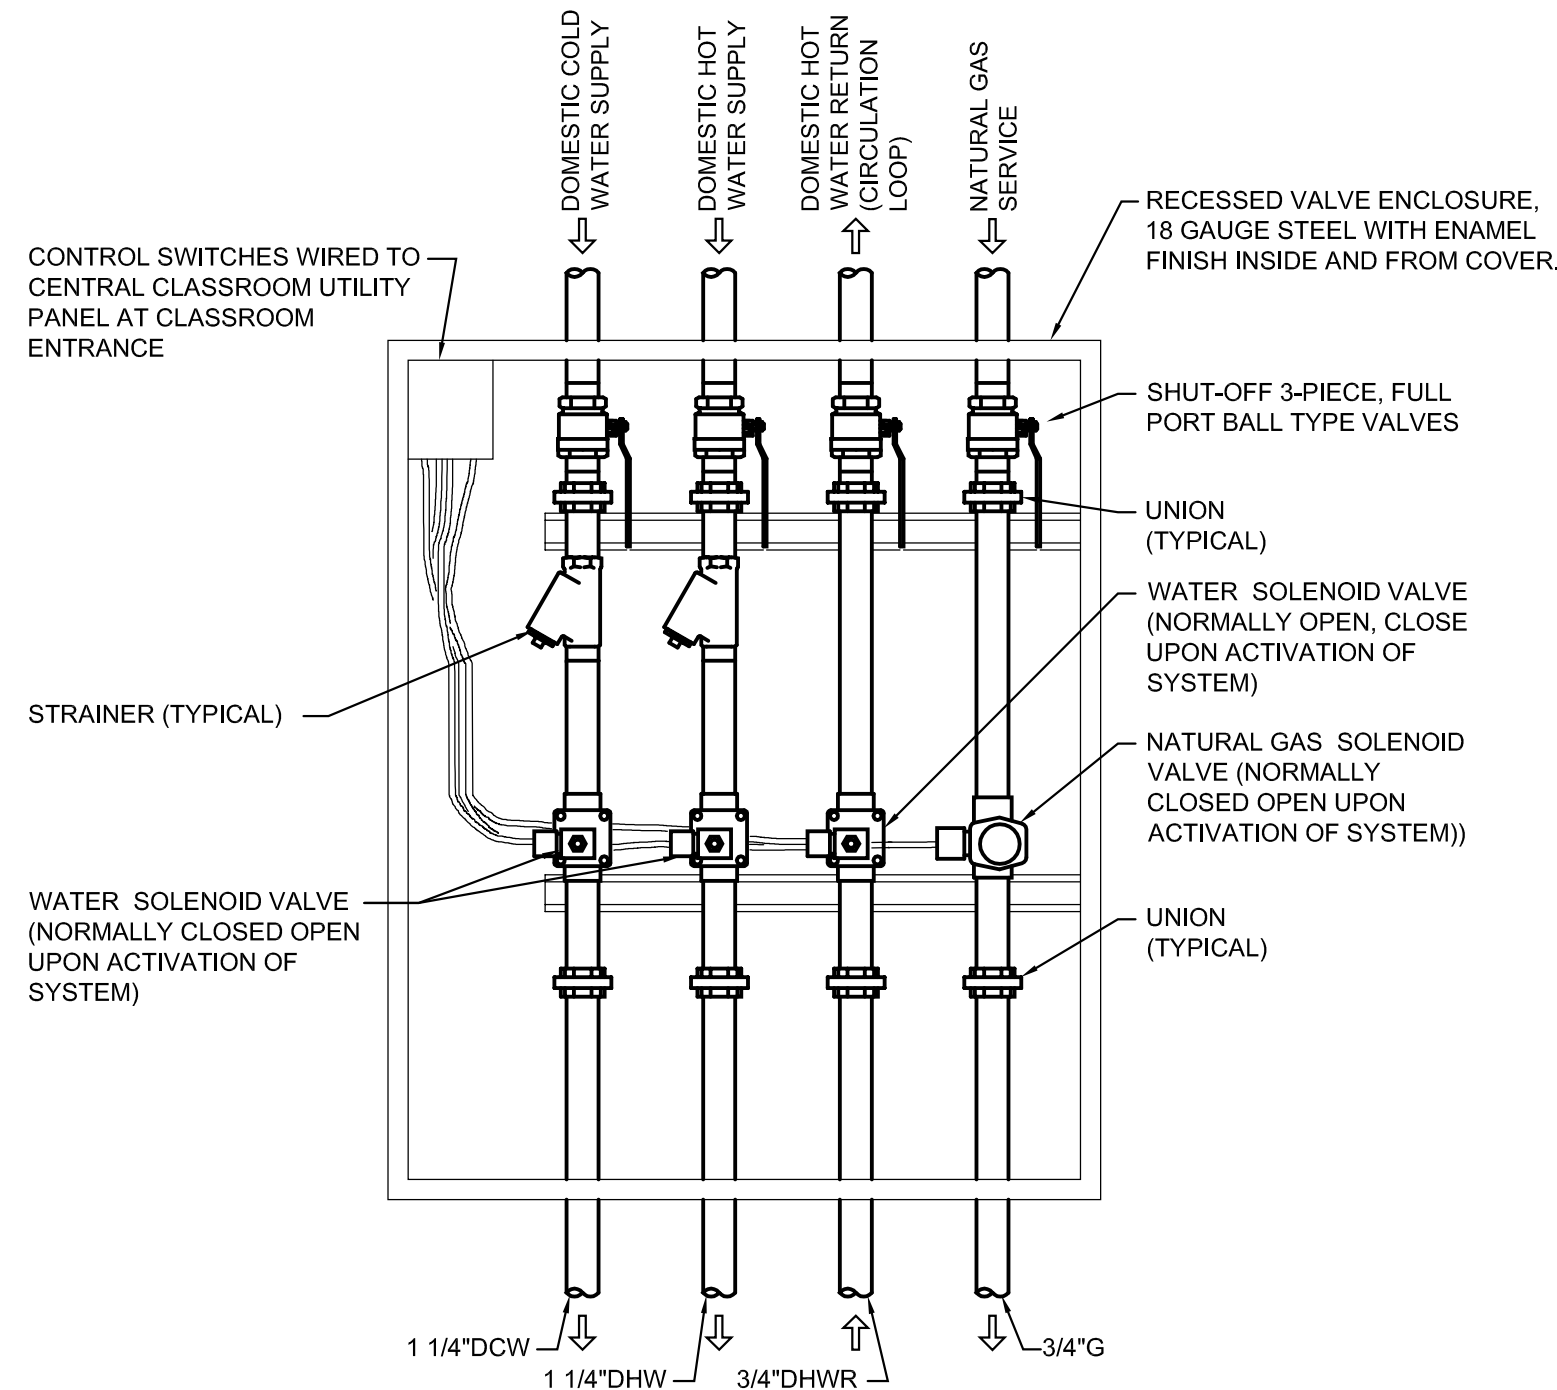 DOMESTIC COLD
WATER SUPPLY
DOMESTIC HOT
WATER SUPPLY
DOMESTIC HOT
WATER RETURN
(CIRCULATION
LOOP)
NATURAL GAS
SERVICE
RECESSED VALVE ENCLOSURE,
18 GAUGE STEEL WITH ENAMEL
FINISH INSIDE AND FROM COVER.
CONTROL SWITCHES WIRED TO
CENTRAL CLASSROOM UTILITY
PANEL AT CLASSROOM
ENTRANCE
SHUT-OFF 3-PIECE, FULL
PORT BALL TYPE VALVES
UNION
(TYPICAL)
WATER SOLENOID VALVE
(NORMALLY OPEN, CLOSE
UPON ACTIVATION OF
SYSTEM)
STRAINER (TYPICAL)
NATURAL GAS SOLENOID
VALVE (NORMALLY
CLOSED OPEN UPON
ACTIVATION OF SYSTEM))
WATER SOLENOID VALVE
(NORMALLY CLOSED OPEN
UPON ACTIVATION OF
SYSTEM)
UNION
(TYPICAL)
1 1/4"DCW
1 1/4"DHW
3/4"DHWR
3/4"G